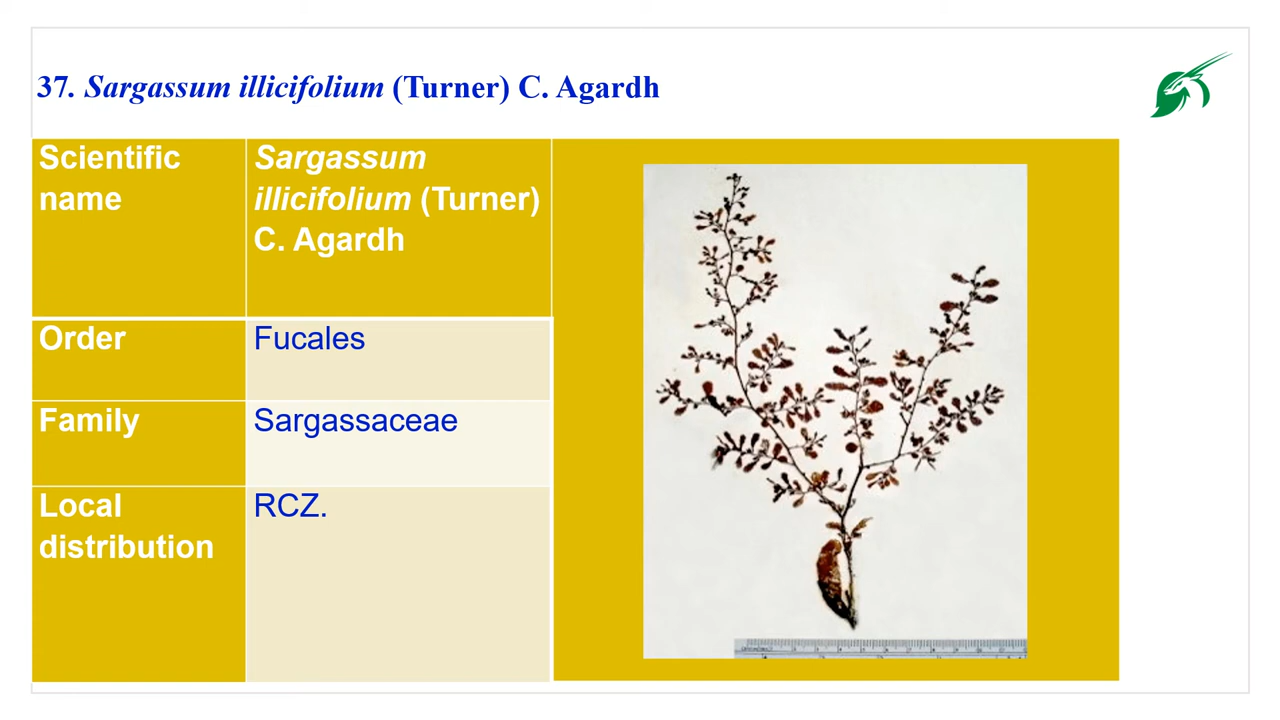 37. Sargassum illicifolium (Turner) C. Agardh
Scientific
name
Sargassum
illicifolium (Turner)
C. Agardh
Order
Fucales
Family
Sargassaceae
Local
distribution
RCZ.